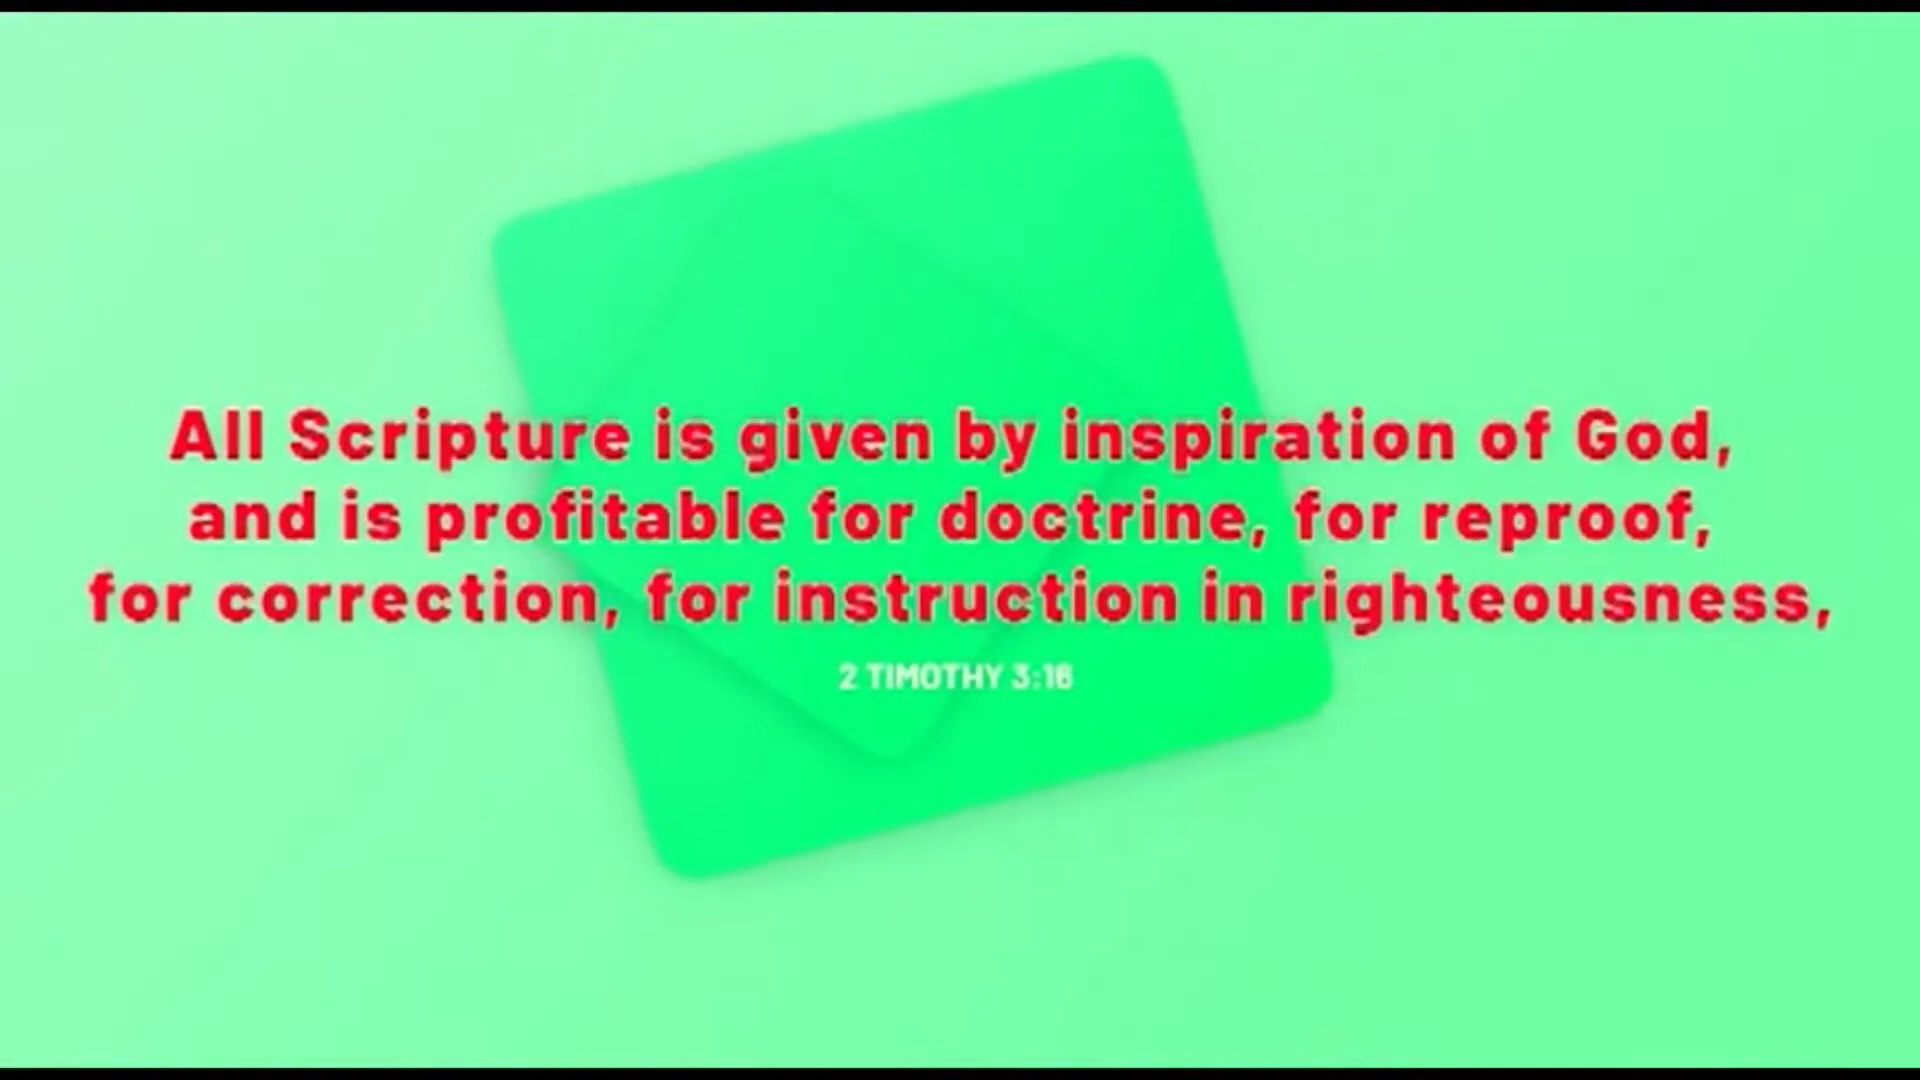 All Scripture is given by inspiration of God,
and is profitable for doctrine, for reproof,
for correction, for instruction in righteousness,
2 TIMOTHY 3:16